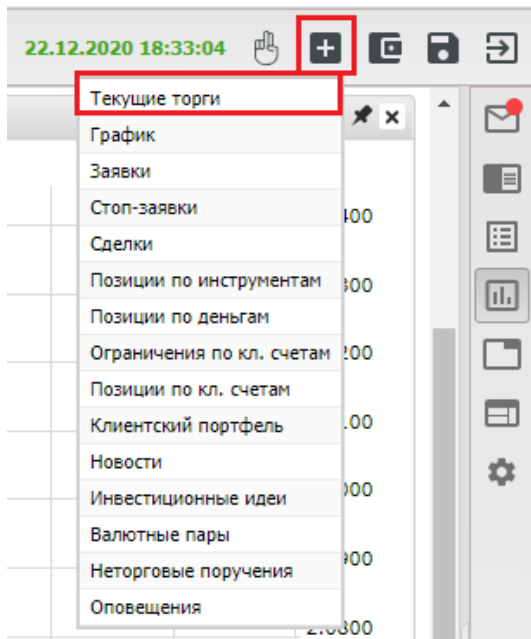 22.12.2020 18:33:04
Текущие торги
График
Заявки
Стоп-заявки
Сделки
Позиции по инструментам
Позиции по деньгам
Ограничения по кл. счетам
Позиции по кл. счетам
Клиентский портфель
Новости
Инвестиционные идеи
Валютные пары
Неторговые поручения
Оповещения